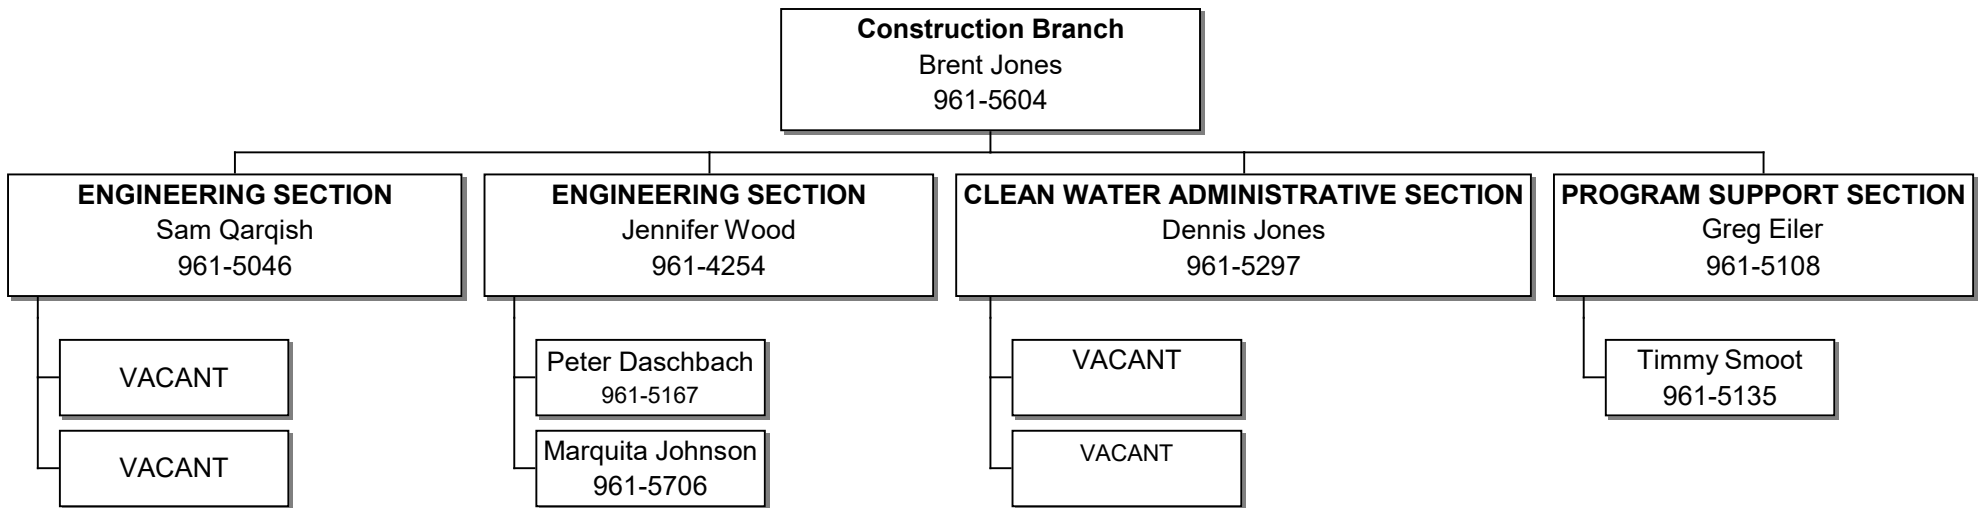 Construction Branch
Brent Jones
961-5604
ENGINEERING SECTION
Sam Qarqish
961-5046
ENGINEERING SECTION
Jennifer Wood
961-4254
CLEAN WATER ADMINISTRATIVE SECTION
Dennis Jones
961-5297
PROGRAM SUPPORT SECTION
Greg Eiler
961-5108
VACANT
VACANT
Peter Daschbach
961-5167
Marquita Johnson
961-5706
VACANT
VACANT
Timmy Smoot
961-5135